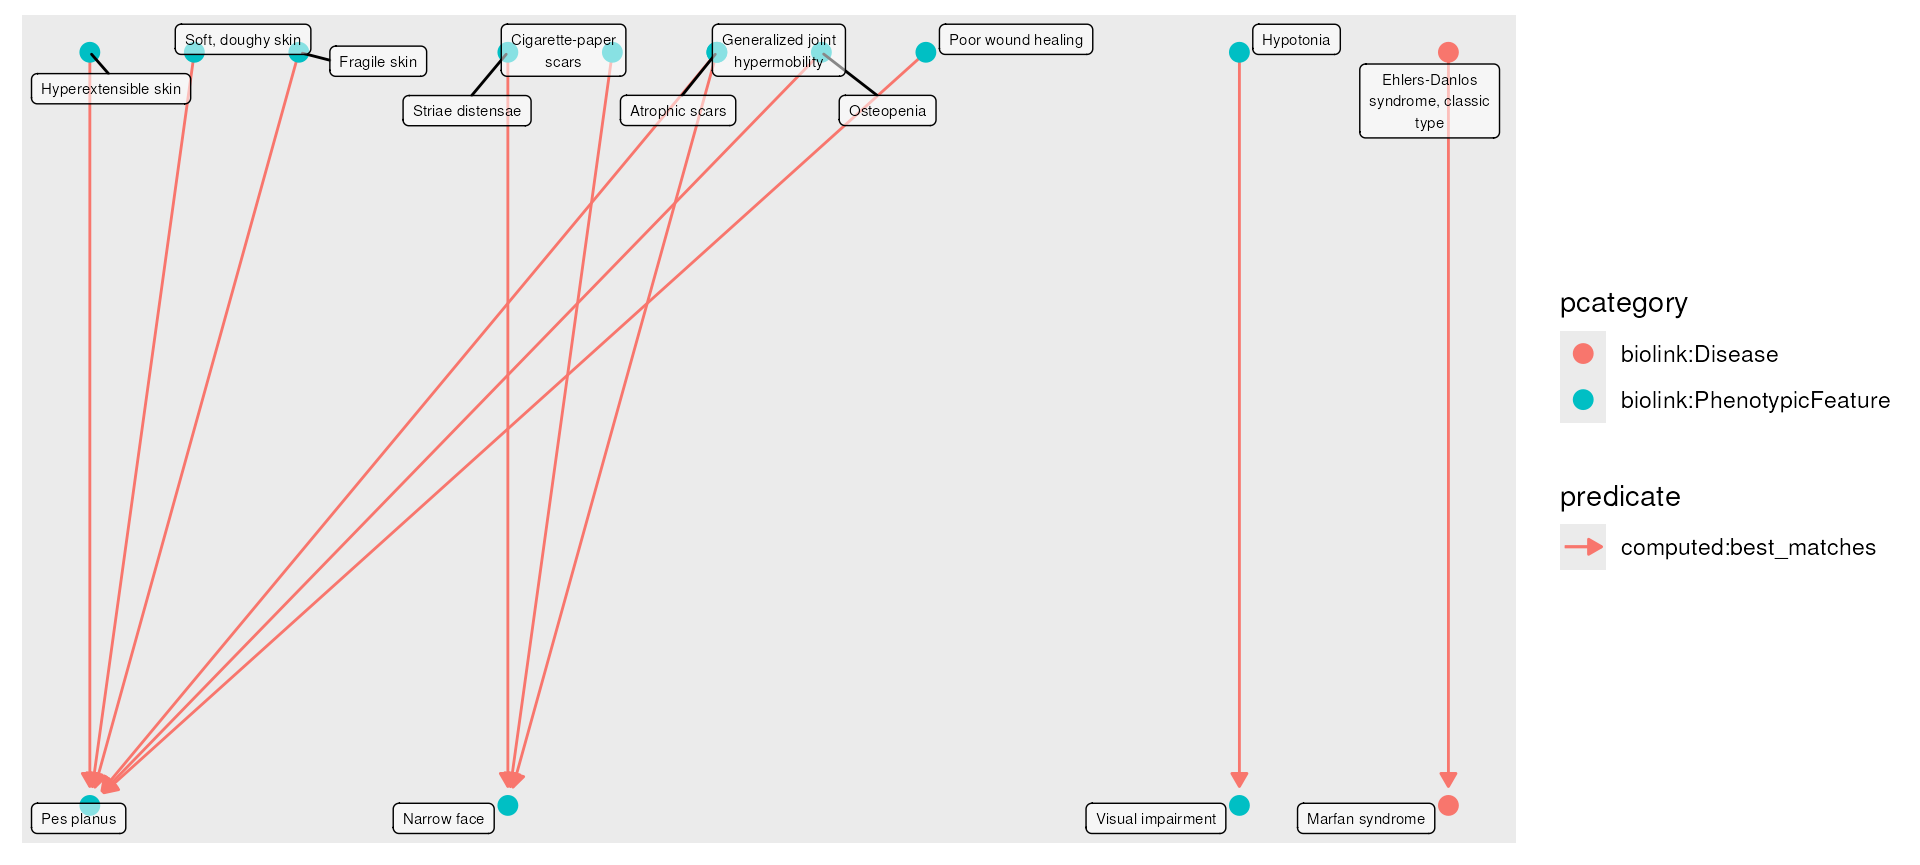 Soft, doughy skin
Cigarette-paper
scars
Generalized joint
hypermobility
Poor wound healing
Hypotonia
Fragile skin
Hyperextensible skin
Ehlers-Danlos
syndrome, classic
type
Striae distensae
Atrophic scars
Osteopenia
pcategory
biolink:Disease
biolink:PhenotypicFeature
predicate
computed:best_matches
Pes planus
Narrow face
Visual impairment
Marfan syndrome